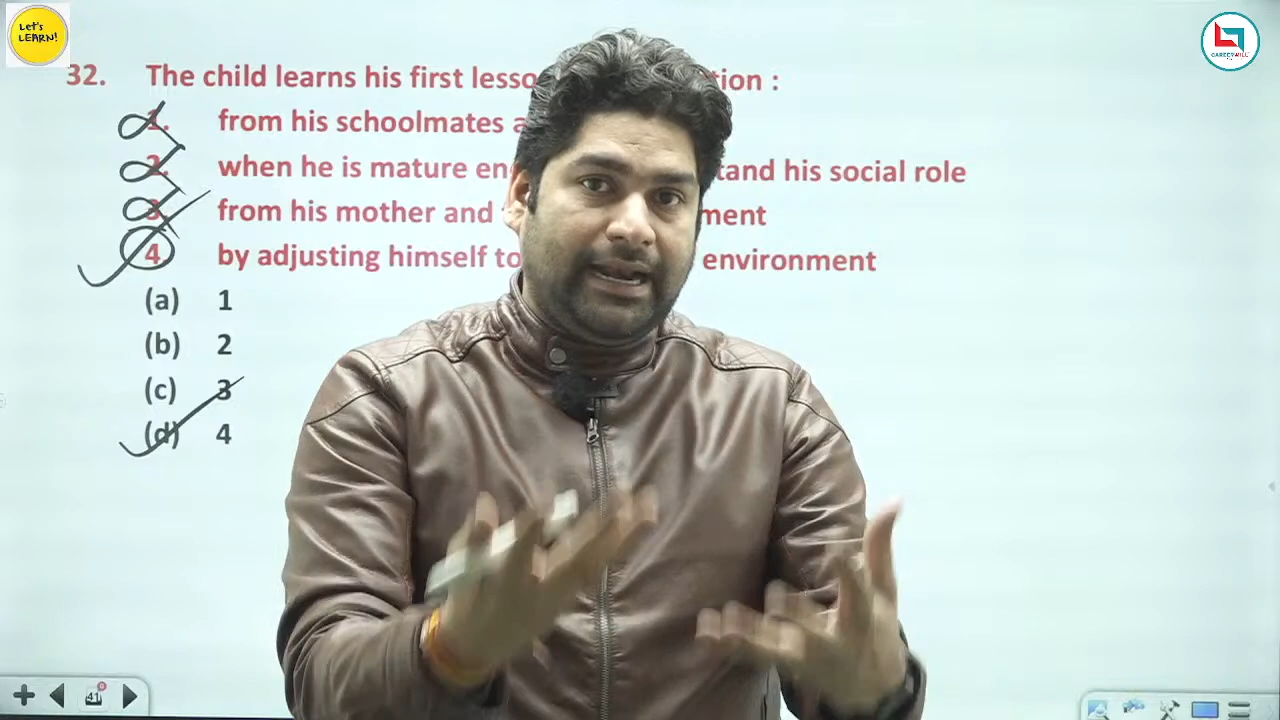 Let's
LEARN!
CAREERWILL
32. The child learns his first lesso tion :
1. from his schoolmates a
2. when he is mature en tand his social role
3. from his mother and ment
4 by adjusting himself to environment
(a) 1
(b) 2
(c) 3
(d) 4
41